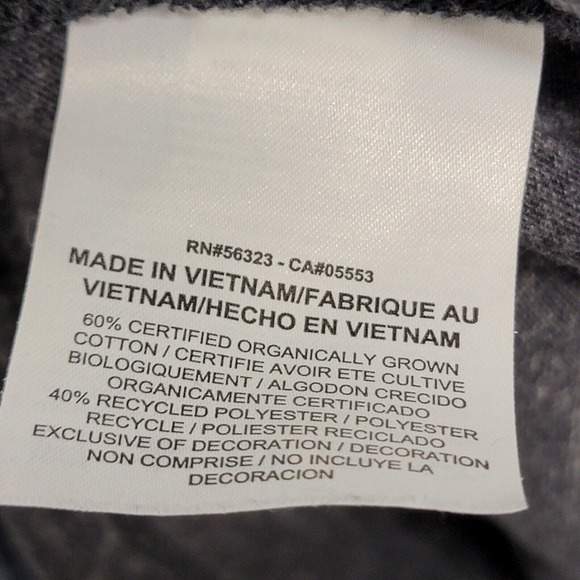 RN#56323 - CA#05553
MADE IN VIETNAM/FABRIQUE AU
VIETNAM/HECHO EN VIETNAM
60% CERTIFIED ORGANICALLY GROWN
COTTON / CERTIFIE AVOIR ETE CULTIVE
BIOLOGIQUEMENT / ALGODON CRECIDO
ORGANICAMENTE CERTIFICADO
40% RECYCLED POLYESTER / POLYESTER
RECYCLE / POLIESTER RECICLADO
EXCLUSIVE OF DECORATION / DECORATION
NON COMPRISE / NO INCLUYE LA
DECORACION